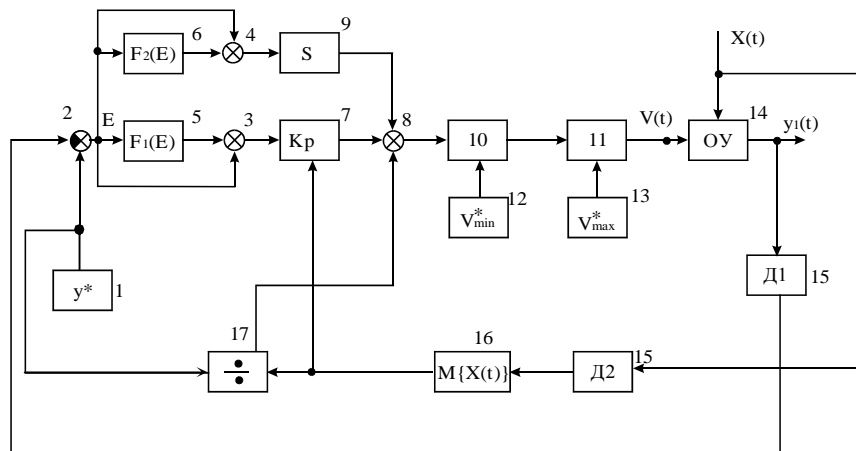 9
X(t)
6
4
F₂(E)
S
2
E
5
3
7
8
V(t)
14
y₁(t)
F₁(E)
Kp
10
11
ОУ
12
13
V*min
V*max
y*
1
Д1
15
17
16
15
÷
M{X(t)}
Д2